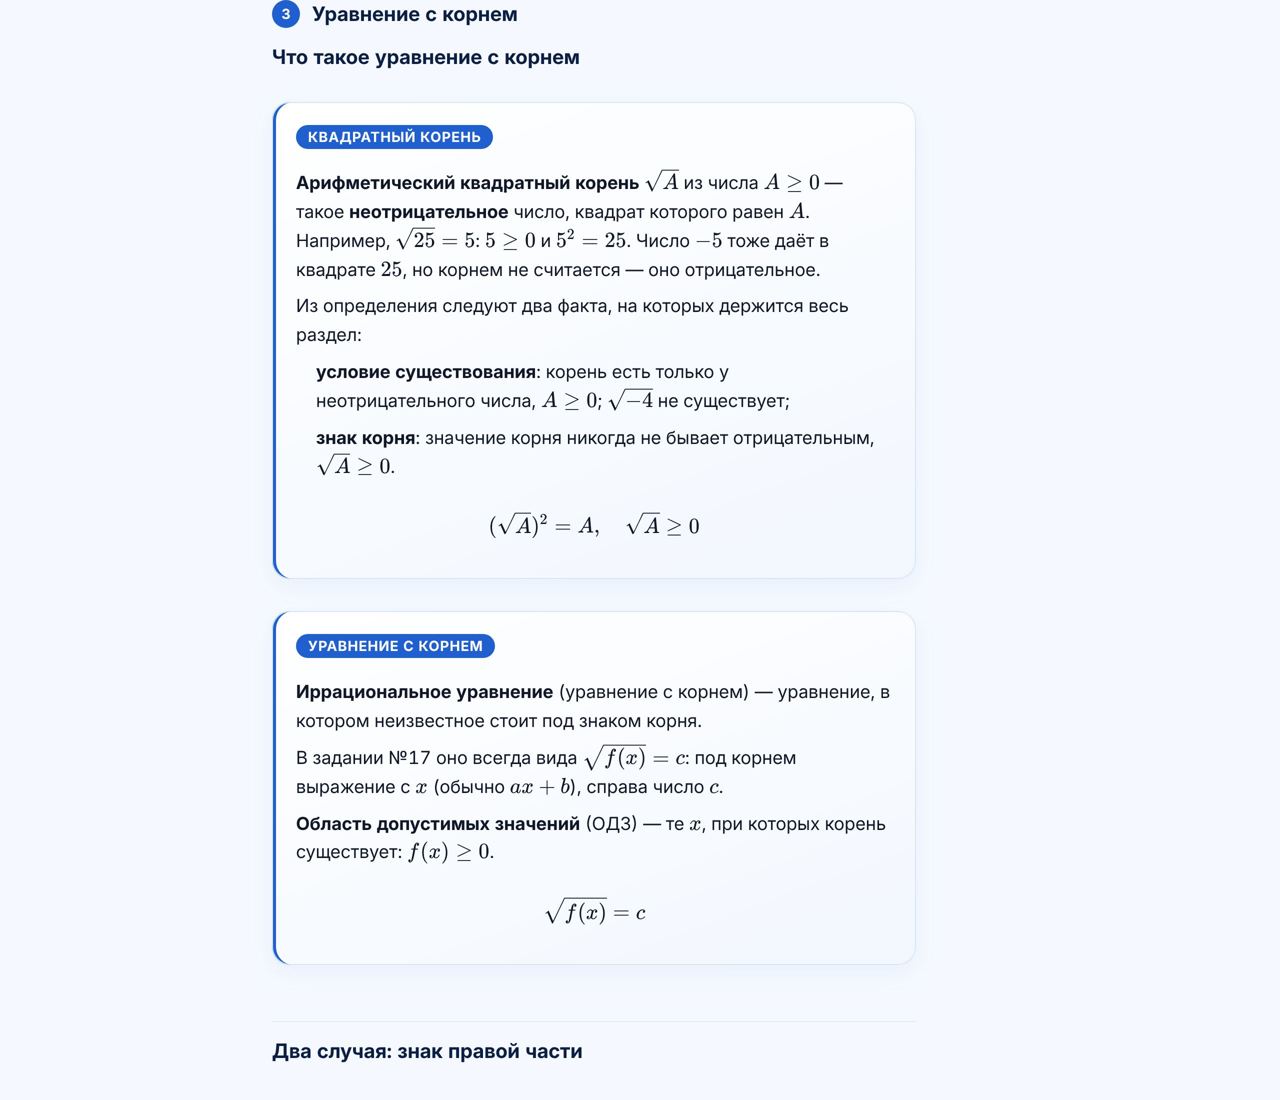 3 Уравнение с корнем
Что такое уравнение с корнем
КВАДРАТНЫЙ КОРЕНЬ
Арифметический квадратный корень √A из числа A ≥ 0 —
такое неотрицательное число, квадрат которого равен A.
Например, √25 = 5: 5 ≥ 0 и 5² = 25. Число −5 тоже даёт в
квадрате 25, но корнем не считается — оно отрицательное.
Из определения следуют два факта, на которых держится весь
раздел:
условие существования: корень есть только у
неотрицательного числа, A ≥ 0; √−4 не существует;
знак корня: значение корня никогда не бывает отрицательным,
√A ≥ 0.
(√A)² = A, √A ≥ 0
УРАВНЕНИЕ С КОРНЕМ
Иррациональное уравнение (уравнение с корнем) — уравнение, в
котором неизвестное стоит под знаком корня.
В задании №17 оно всегда вида √f(x) = c: под корнем
выражение с x (обычно ax + b), справа число c.
Область допустимых значений (ОДЗ) — те x, при которых корень
существует: f(x) ≥ 0.
√f(x) = c
Два случая: знак правой части